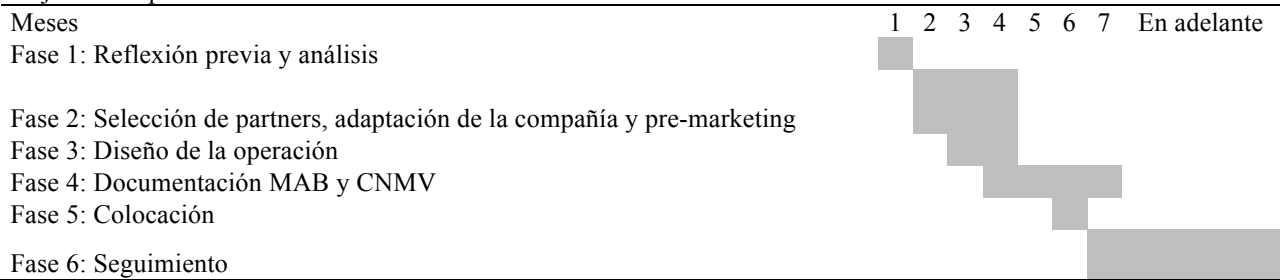 Meses 1 2 3 4 5 6 7 En adelante
Fase 1: Reflexión previa y análisis
Fase 2: Selección de partners, adaptación de la compañía y pre-marketing
Fase 3: Diseño de la operación
Fase 4: Documentación MAB y CNMV
Fase 5: Colocación
Fase 6: Seguimiento